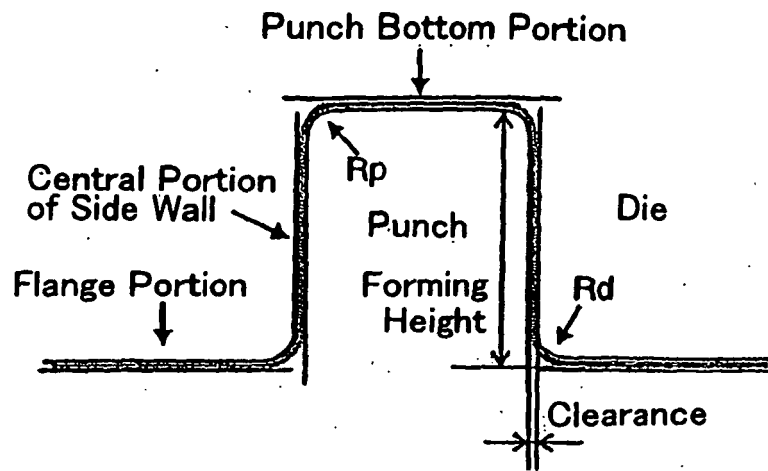 Punch Bottom Portion
Rp
Central Portion
of Side Wall
Punch
Die
Flange Portion
Forming
Height
Rd
Clearance